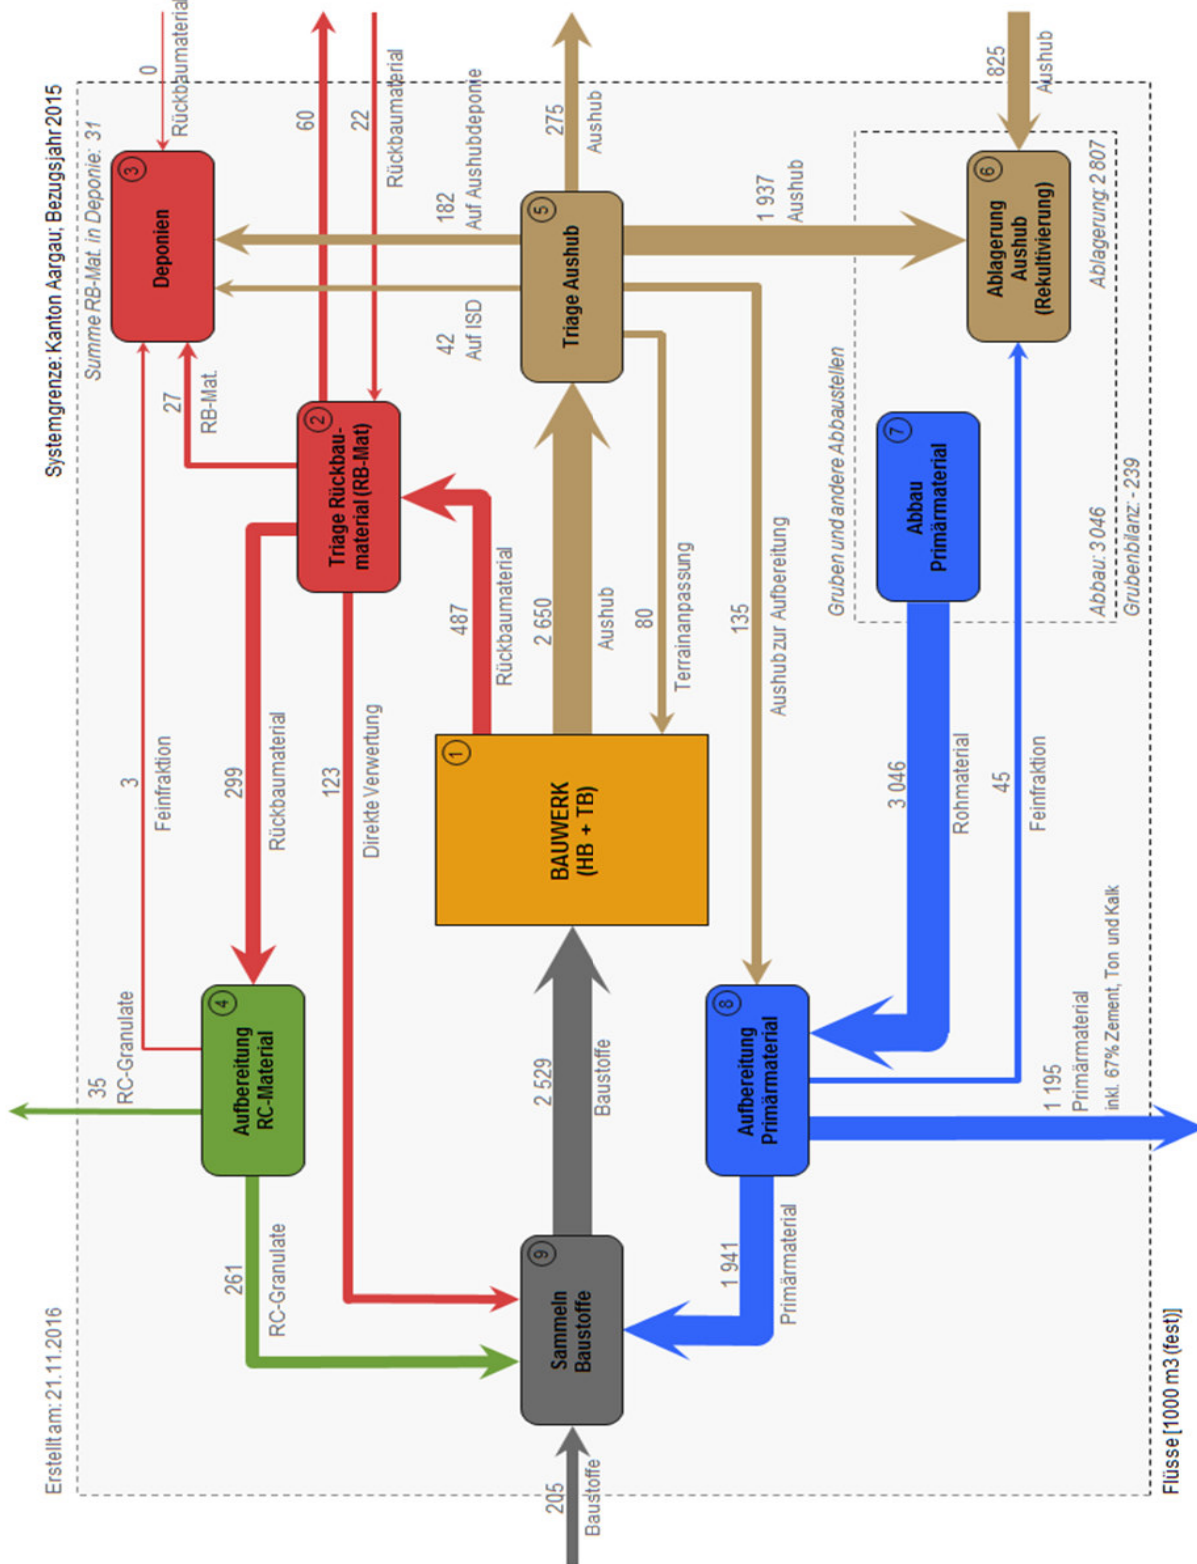 Erstellt am: 21.11.2016
Systemgrenze: Kanton Aargau; Bezugsjahr 2015
Summe RB-Mat. in Deponie: 31
35
RC-Granulate
3
Feinfraktion
0
Rückbaumaterial
3
Deponien
27
RB-Mat.
4
Aufbereitung
RC-Material
299
Rückbaumaterial
261
RC-Granulate
123
Direkte Verwertung
2
Triage Rückbau-
material (RB-Mat)
60
22
Rückbaumaterial
487
Rückbaumaterial
42
Auf ISD
182
Auf Aushubdeponie
205
Baustoffe
9
Sammeln
Baustoffe
2 529
Baustoffe
1
BAUWERK
(HB + TB)
2 650
Aushub
5
Triage Aushub
275
Aushub
80
Terrainanpassung
135
Aushub zur Aufbereitung
1 937
Aushub
1 941
Primärmaterial
8
Aufbereitung
Primärmaterial
3 046
Rohmaterial
Gruben und andere Abbaustellen
7
Abbau
Primärmaterial
6
Ablagerung
Aushub
(Rekultivierung)
825
Aushub
45
Feinfraktion
1 195
Primärmaterial
inkl. 67% Zement, Ton und Kalk
Abbau: 3 046
Ablagerung: 2 807
Grubenbilanz: - 239
Flüsse [1000 m3 (fest)]